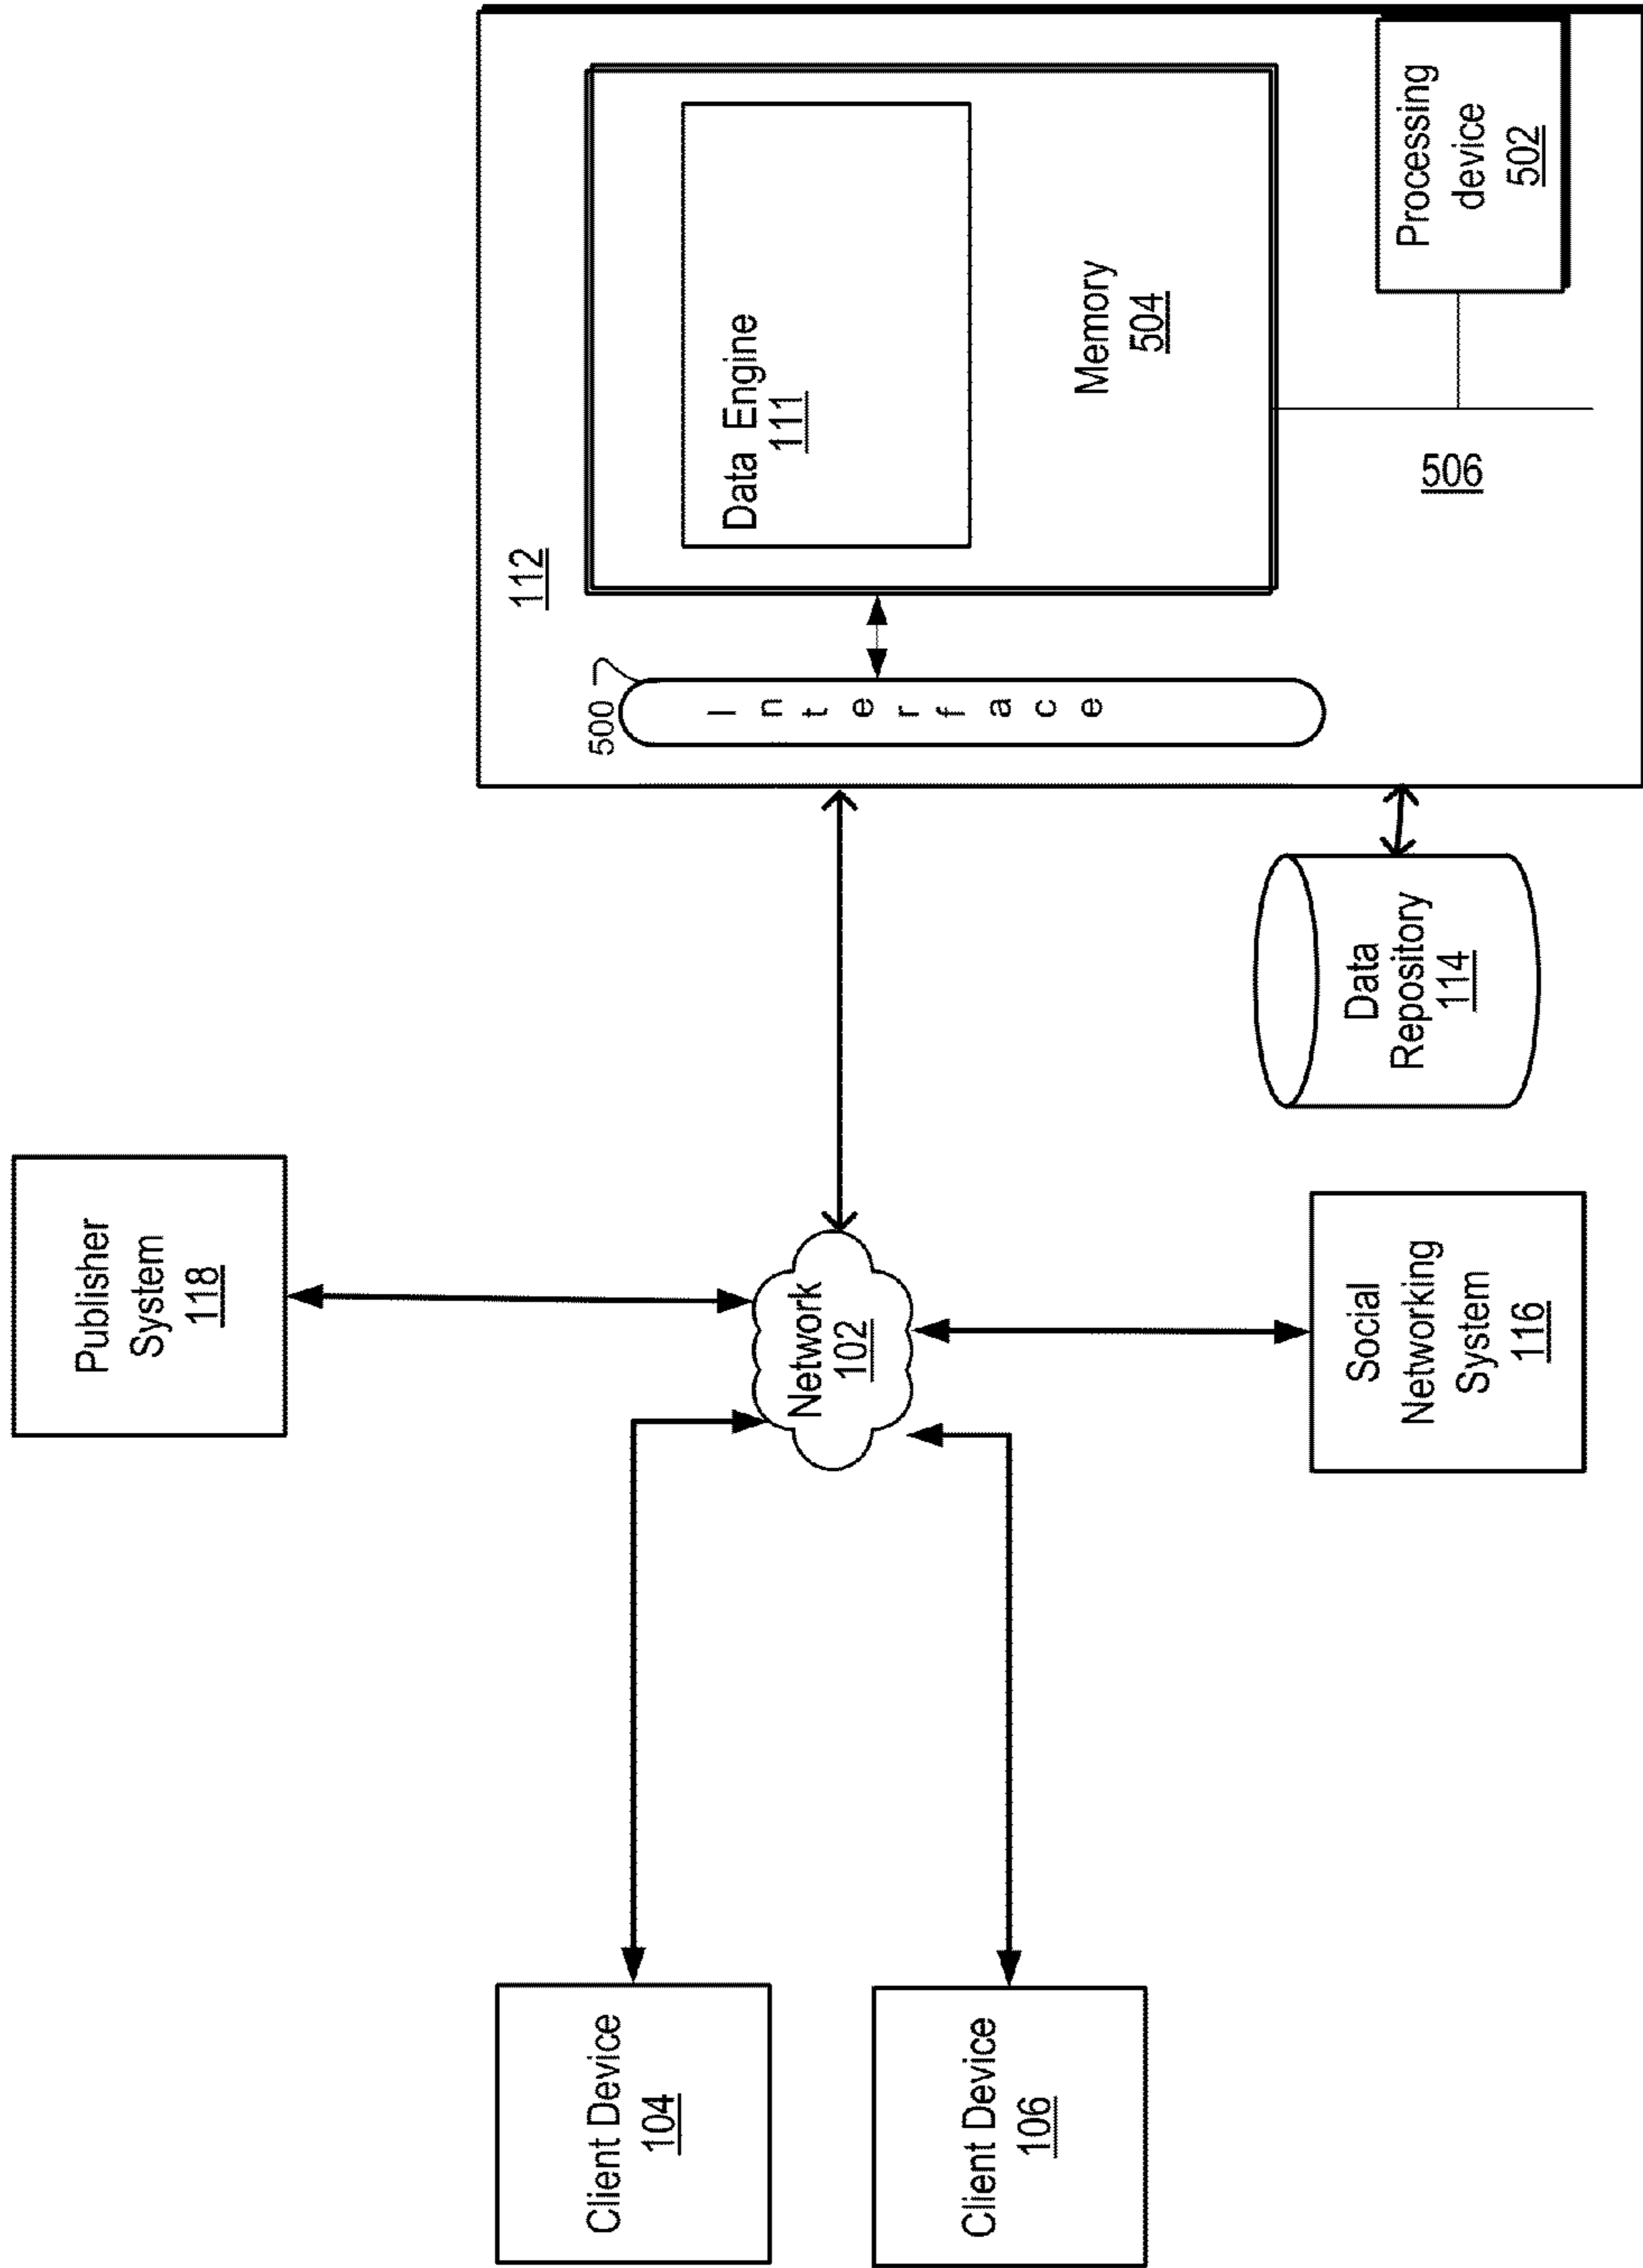 Publisher
System
118
Client Device
104
Client Device
106
Network
102
Social
Networking
System
116
Data
Repository
114
112
500
Interface
Data Engine
111
Memory
504
506
Processing
device
502